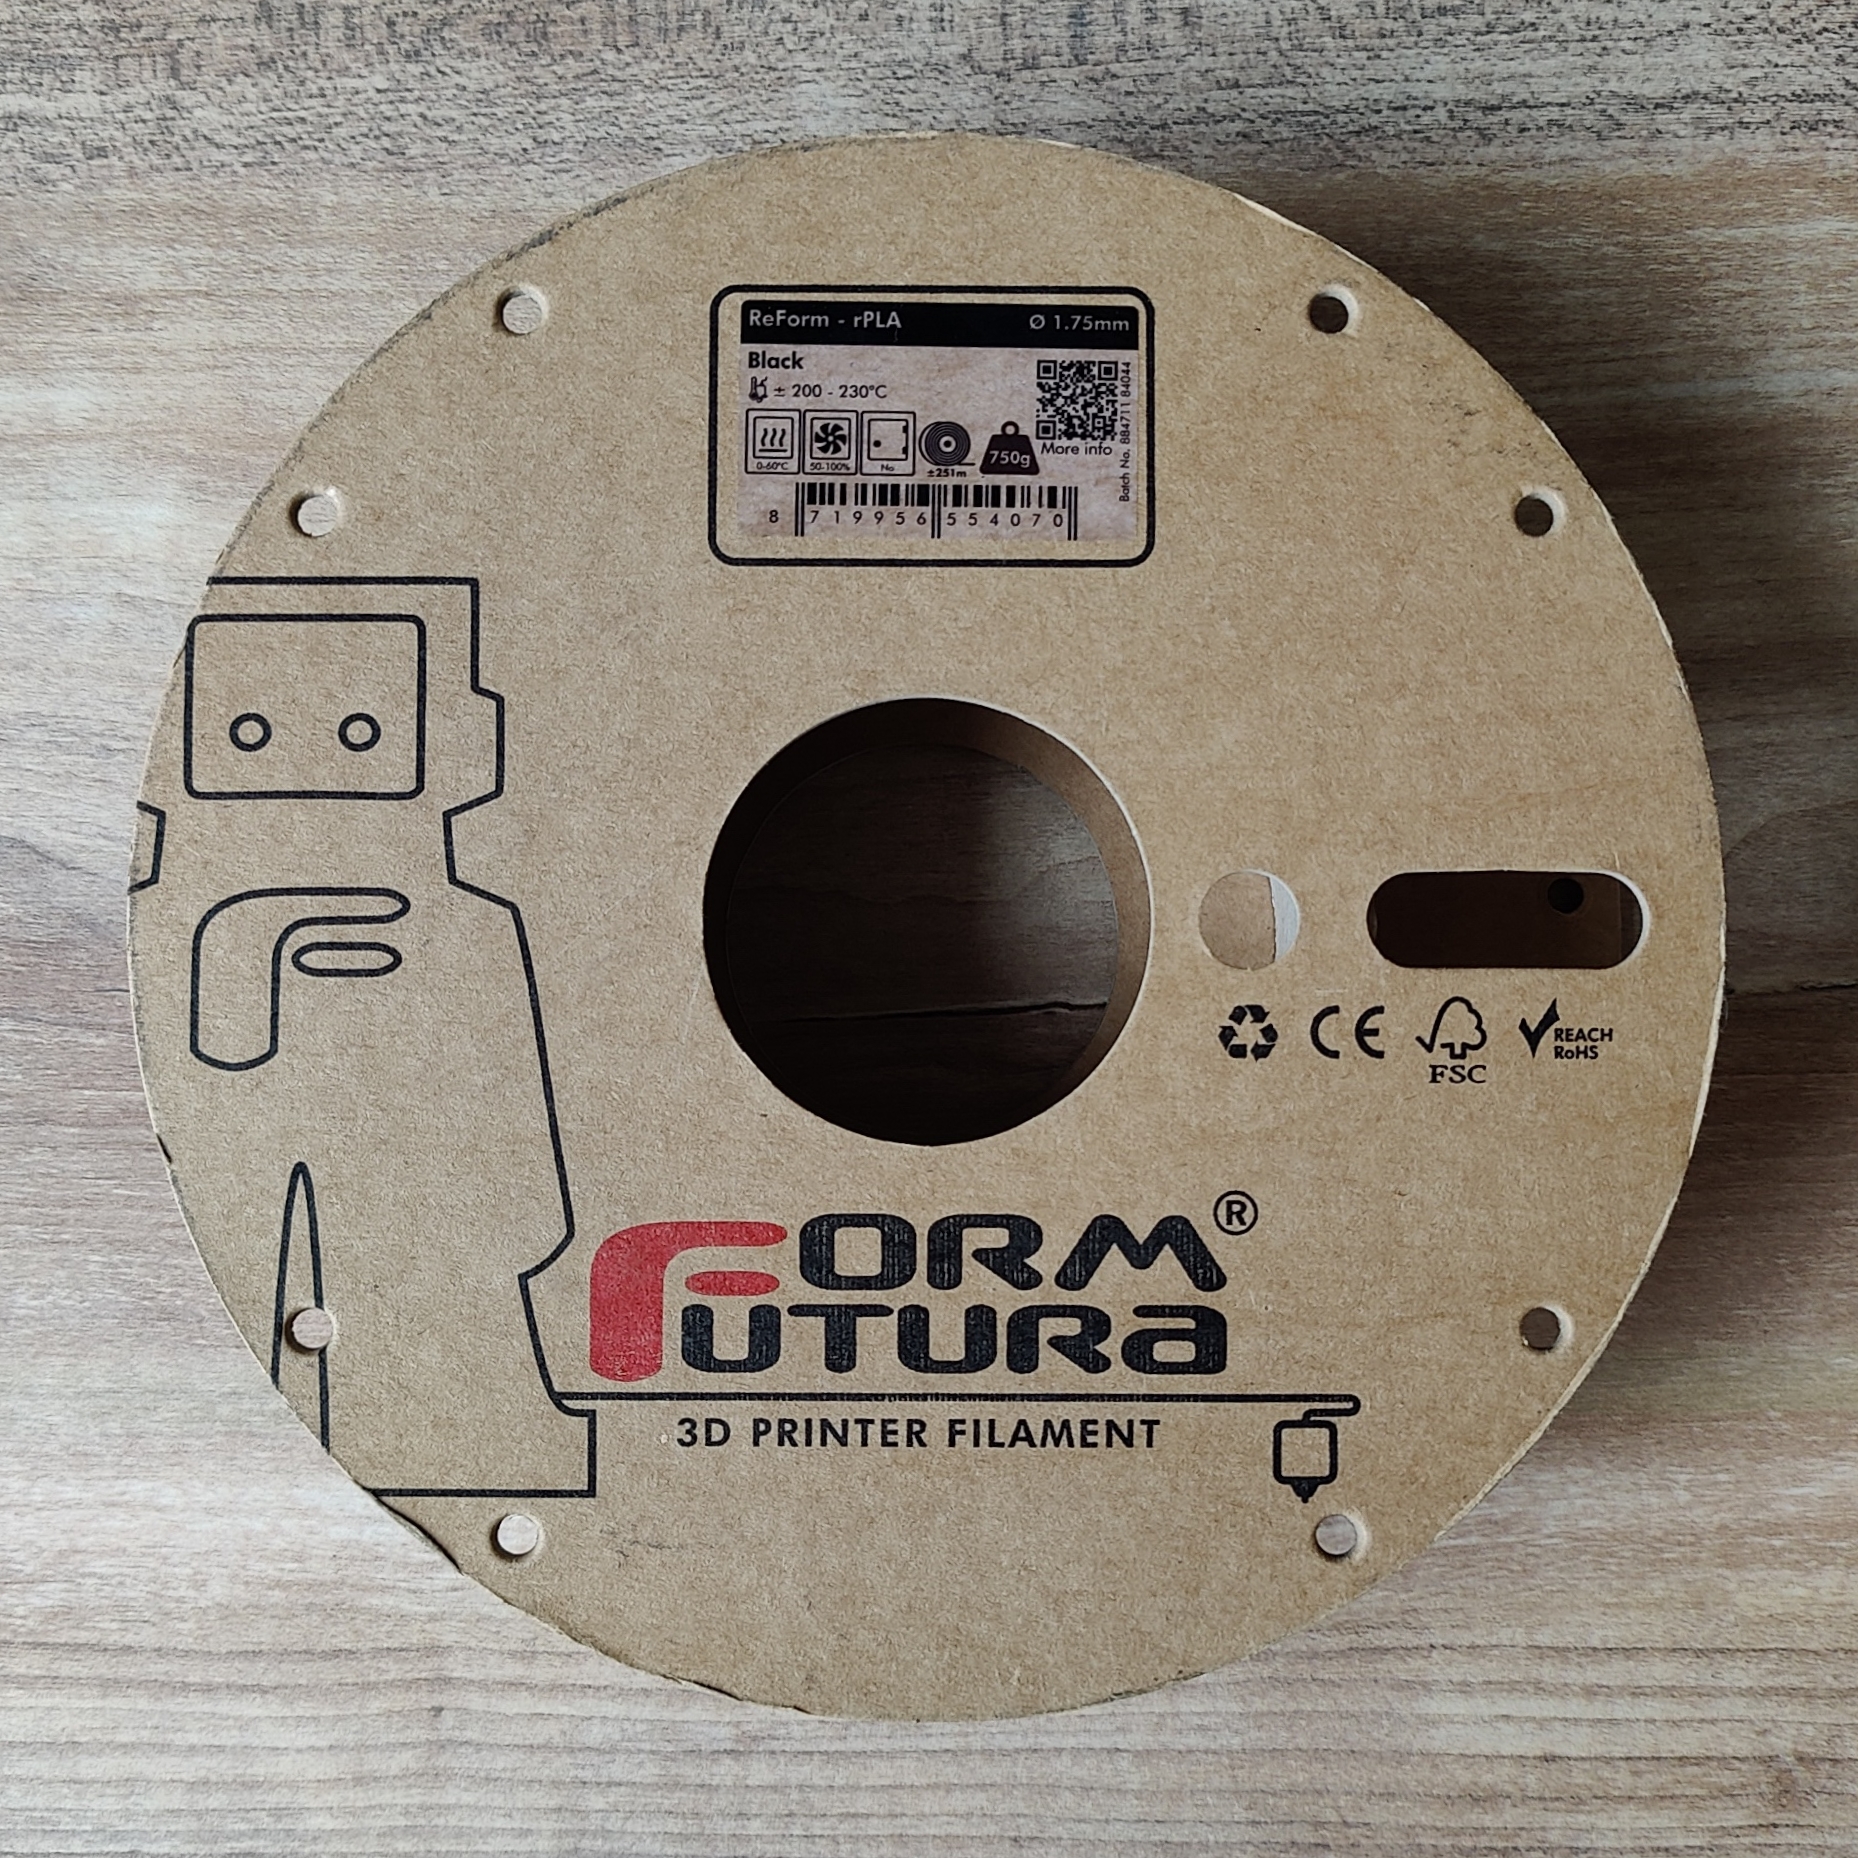 ReForm - rPLA
Ø 1.75mm
Black
± 200 - 230°C
0-60°C
50-100%
No
±251m
750g
More info
Batch No. 884711 84044
8 719956 554070
REACH
RoHS
CE
FSC
FORM®
FUTURA
3D PRINTER FILAMENT